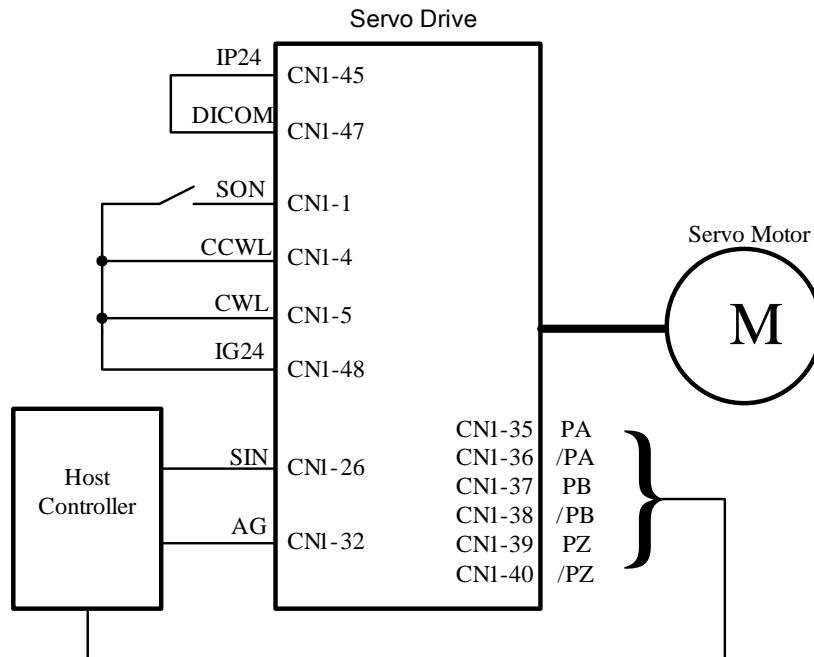 Servo Drive
IP24
CN1-45
DICOM
CN1-47
SON
CN1-1
CCWL
CN1-4
CWL
CN1-5
IG24
CN1-48
Servo Motor
M
Host
Controller
SIN
CN1-26
AG
CN1-32
CN1-35 PA
CN1-36 /PA
CN1-37 PB
CN1-38 /PB
CN1-39 PZ
CN1-40 /PZ